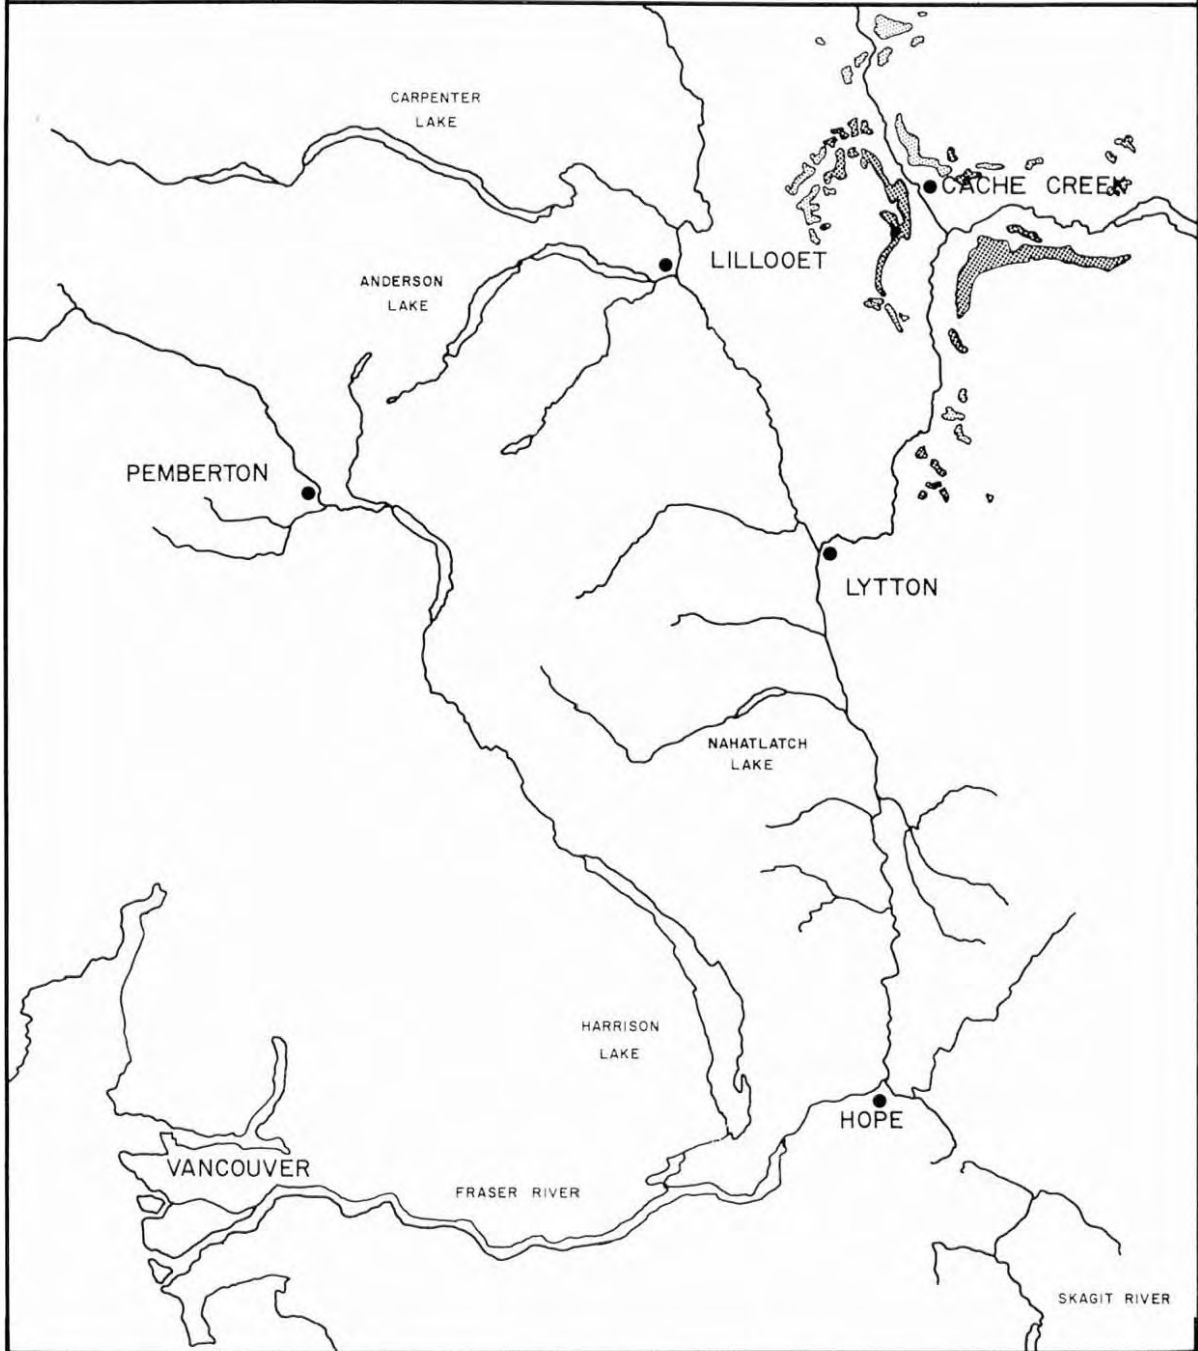 CARPENTER
LAKE
CACHE CREEK
LILLOOET
ANDERSON
LAKE
PEMBERTON
LYTTON
NAHATLATCH
LAKE
HARRISON
LAKE
HOPE
VANCOUVER
FRASER RIVER
SKAGIT RIVER